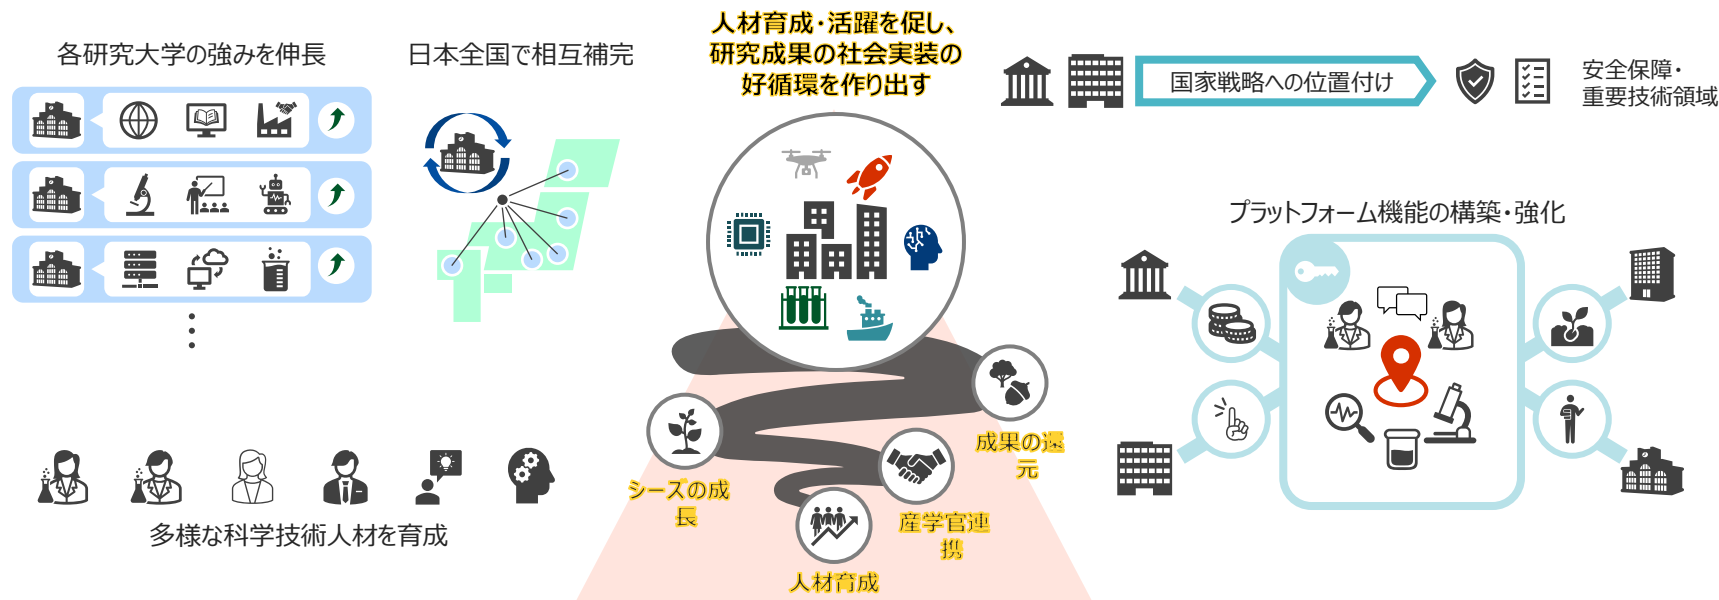 各研究大学の強みを伸長
日本全国で相互補完
人材育成・活躍を促し、
研究成果の社会実装の
好循環を作り出す
国家戦略への位置付け
安全保障・
重要技術領域
プラットフォーム機能の構築・強化
多様な科学技術人材を育成
シーズの成
長
人材育成
産学官連
携
成果の還
元